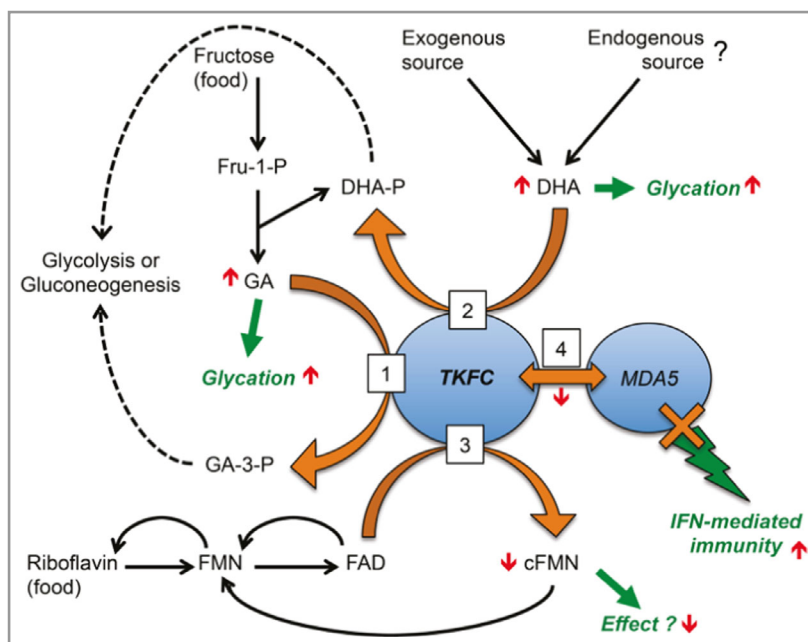 Fructose
(food)
Exogenous
source
Endogenous
source ?
Fru-1-P
DHA-P
DHA
Glycation
Glycolysis or
Gluconeogenesis
GA
2
4
Glycation
1
TKFC
MDA5
3
GA-3-P
IFN-mediated
immunity
Riboflavin
(food)
FMN
FAD
cFMN
Effect ?